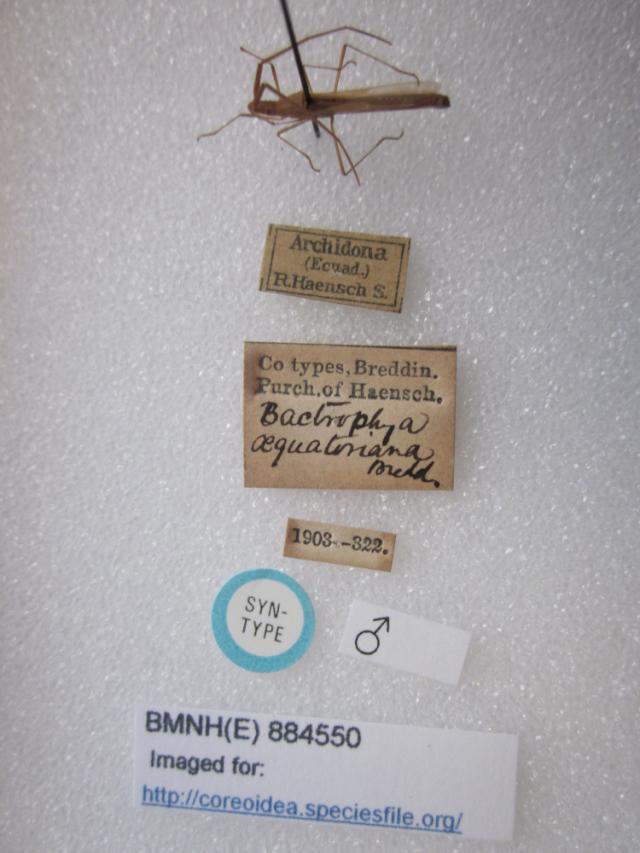 Archidona
(Ecuad.)
R.Haensch S.
Co types, Breddin.
Purch. of Haensch.
Bactrophya
æquatoriana
Bredd.
1903.-322.
SYN-
TYPE
♂
BMNH(E) 884550
Imaged for:
http://coreoidea.speciesfile.org/